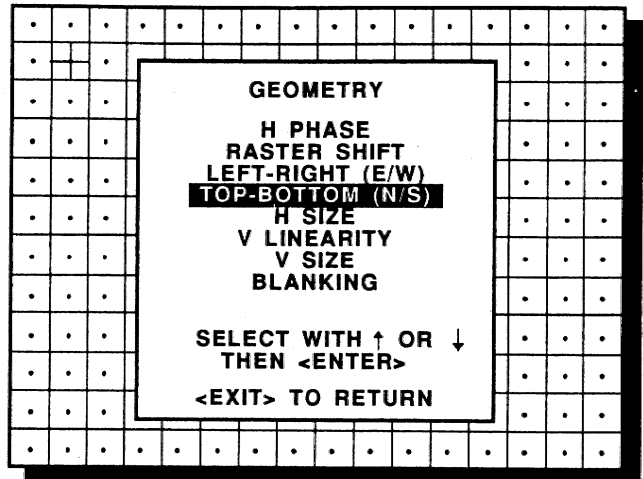 GEOMETRY
H PHASE
RASTER SHIFT
LEFT-RIGHT (E/W)
TOP-BOTTOM (N/S)
H SIZE
V LINEARITY
V SIZE
BLANKING
SELECT WITH ↑ OR ↓
THEN <ENTER>
<EXIT> TO RETURN